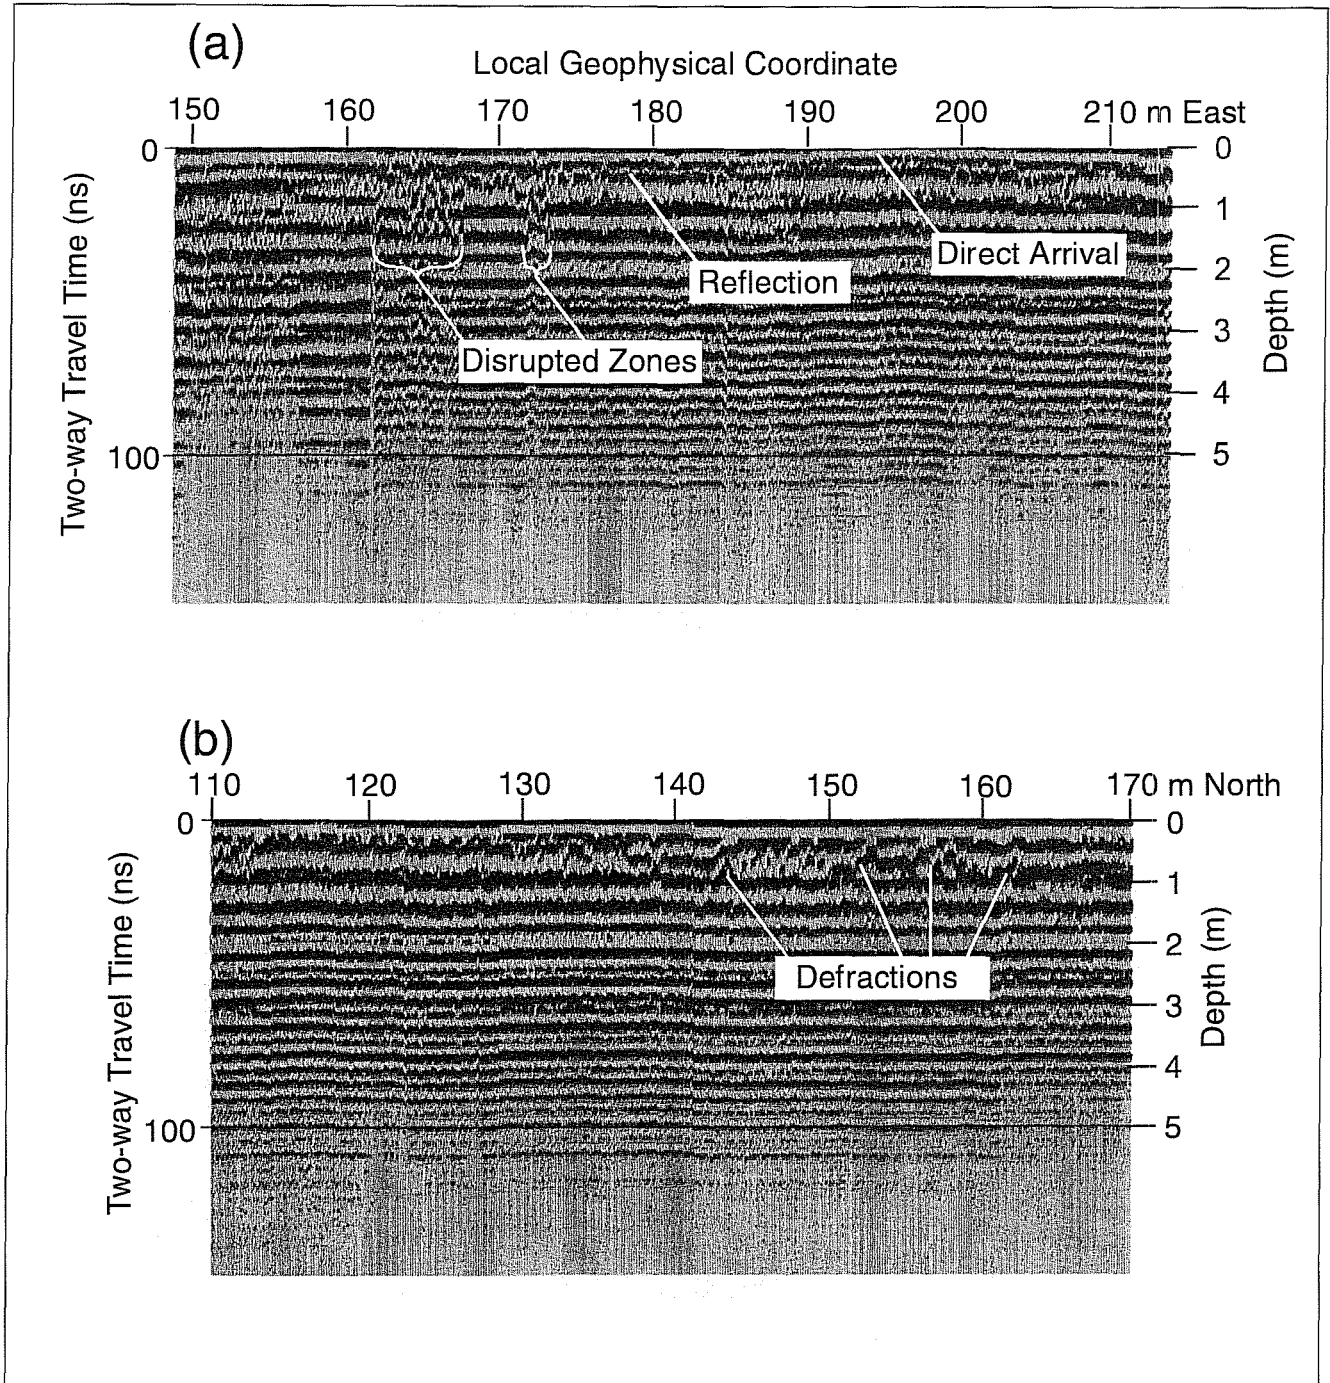 (a)
Local Geophysical Coordinate
150 160 170 180 190 200 210 m East
0 0
1
Direct Arrival
2
Reflection
3
Disrupted Zones
4
100 5
Two-way Travel Time (ns)
Depth (m)
(b)
110 120 130 140 150 160 170 m North
0 0
1
2
Defractions
3
4
100 5
Two-way Travel Time (ns)
Depth (m)